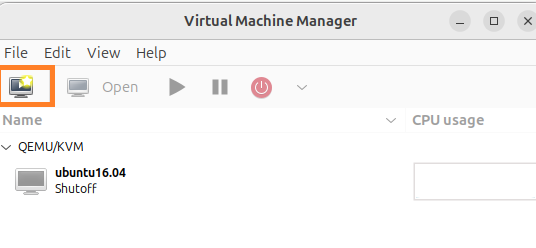 Virtual Machine Manager
File Edit View Help
Open
Name CPU usage
QEMU/KVM
ubuntu16.04
Shutoff